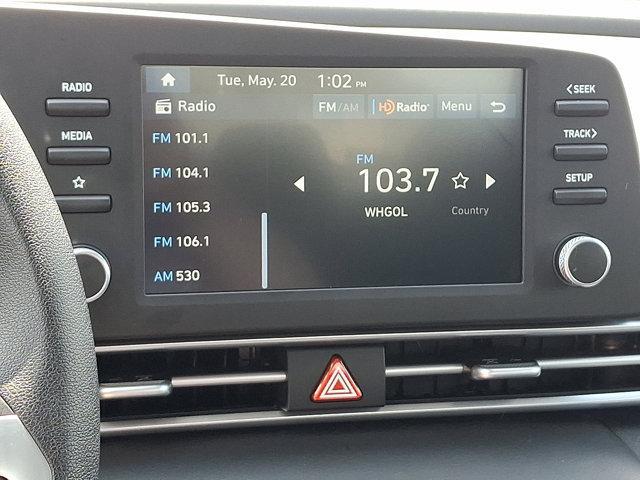 RADIO
MEDIA
Tue, May. 20 1:02 PM
Radio FM/AM HD Radio Menu
FM 101.1
FM 104.1
FM 105.3
FM 106.1
AM 530
FM
103.7
WHGOL Country
<SEEK
TRACK>
SETUP